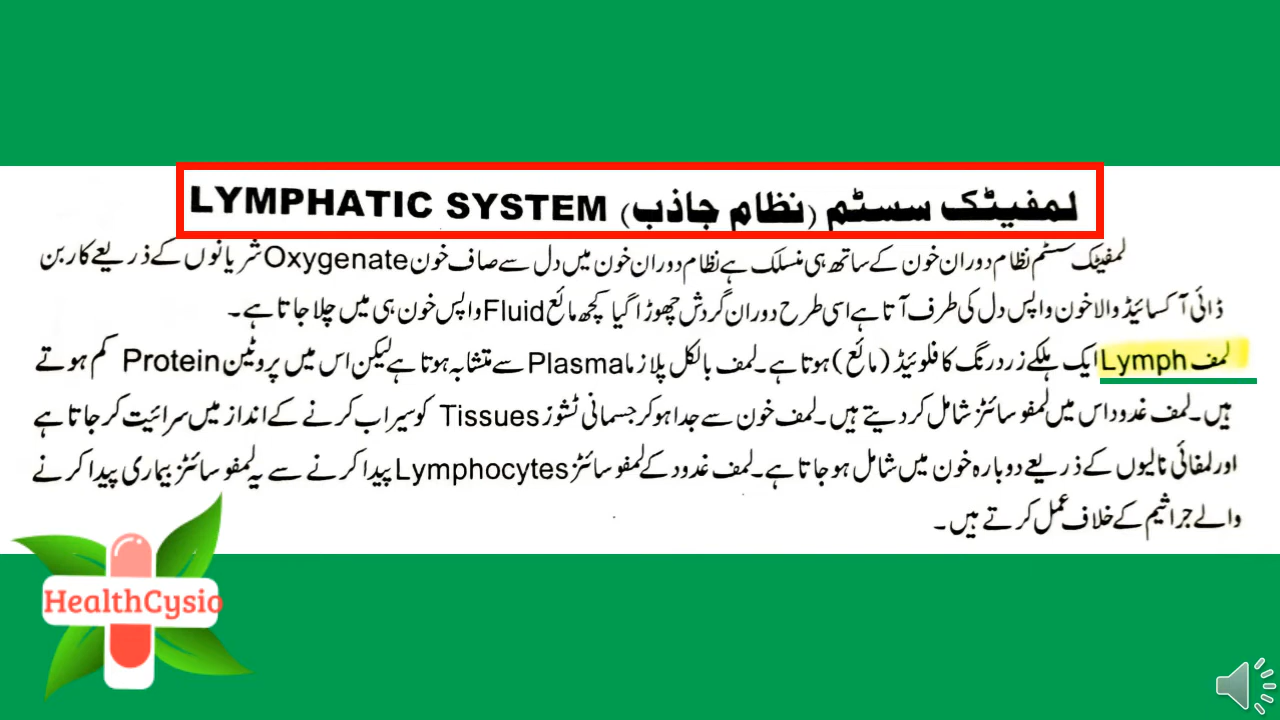 لمفیٹک سسٹم (نظام جاذب) LYMPHATIC SYSTEM
لمفیٹک سسٹم نظام دوران خون کے ساتھ ہی منسلک ہے نظام دوران خون میں دل سے صاف خون Oxygenate شریانوں کے ذریعے کاربن
ڈائی آکسائیڈ والا خون واپس دل کی طرف آتا ہے اسی طرح دوران گردش چھوڑا گیا کچھ مائع Fluid واپس خون ہی میں چلا جاتا ہے۔
لمف Lymph ایک ہلکے زرد رنگ کا فلوئیڈ (مائع) ہوتا ہے۔ لمف بالکل پلازما Plasma سے متشابہ ہوتا ہے لیکن اس میں پروٹین Protein کم ہوتے
ہیں۔ لمف غدود اس میں لمفو سائٹز شامل کر دیتے ہیں۔ لمف خون سے جدا ہو کر جسمانی ٹشوز Tissues کو سیراب کرنے کے انداز میں سرائیت کر جاتا ہے
اور لمفائی نالیوں کے ذریعے دوبارہ خون میں شامل ہو جاتا ہے۔ لمف غدود کے لمفو سائٹز Lymphocytes پیدا کرنے سے یہ لمفو سائٹز بیماری پیدا کرنے
والے جراثیم کے خلاف عمل کرتے ہیں۔
HealthCysio